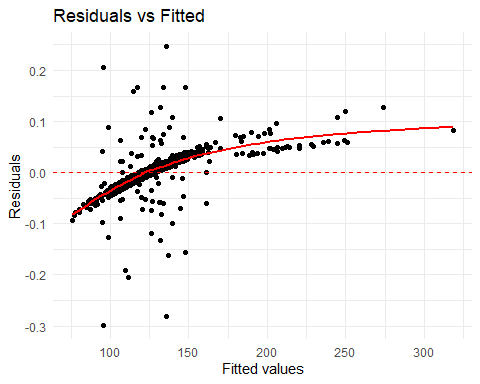 Residuals vs Fitted
0.2
0.1
0.0
-0.1
-0.2
-0.3
Residuals
100 150 200 250 300
Fitted values